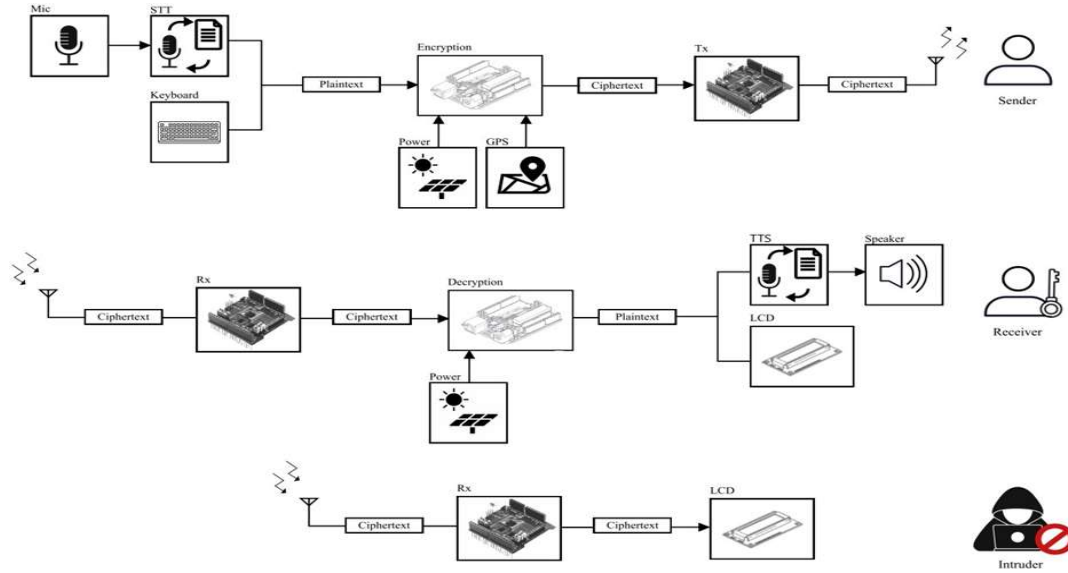 Mic
STT
Keyboard
Plaintext
Encryption
Power
GPS
Ciphertext
Tx
Ciphertext
Sender
Ciphertext
Rx
Ciphertext
Decryption
Power
Plaintext
TTS
Speaker
LCD
Receiver
Ciphertext
Rx
Ciphertext
LCD
Intruder